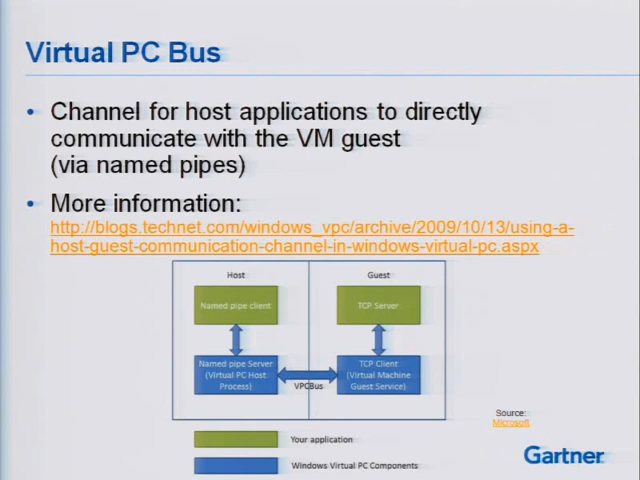 Virtual PC Bus
• Channel for host applications to directly
communicate with the VM guest
(via named pipes)
• More information:
http://blogs.technet.com/windows_vpc/archive/2009/10/13/using-a-
host-guest-communication-channel-in-windows-virtual-pc.aspx
Host
Guest
Named pipe client
TCP Server
Named pipe Server
(Virtual PC Host
Process)
VPCBus
TCP Client
(Virtual Machine
Guest Service)
Source:
Microsoft
Your application
Windows Virtual PC Components
Gartner